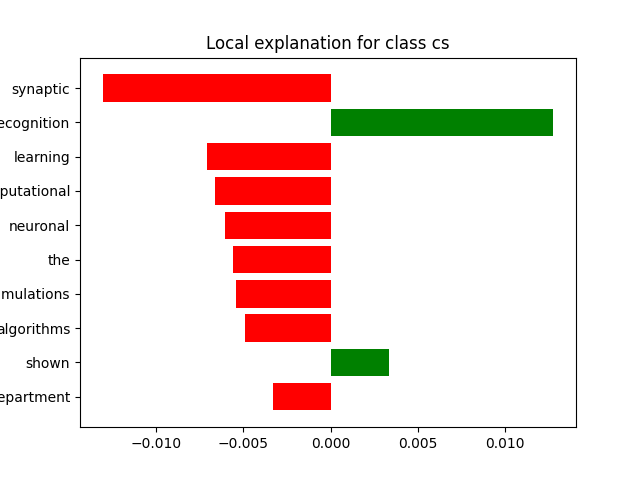 Local explanation for class cs
synaptic
ecognition
learning
putational
neuronal
the
mulations
algorithms
shown
epartment
−0.010 −0.005 0.000 0.005 0.010